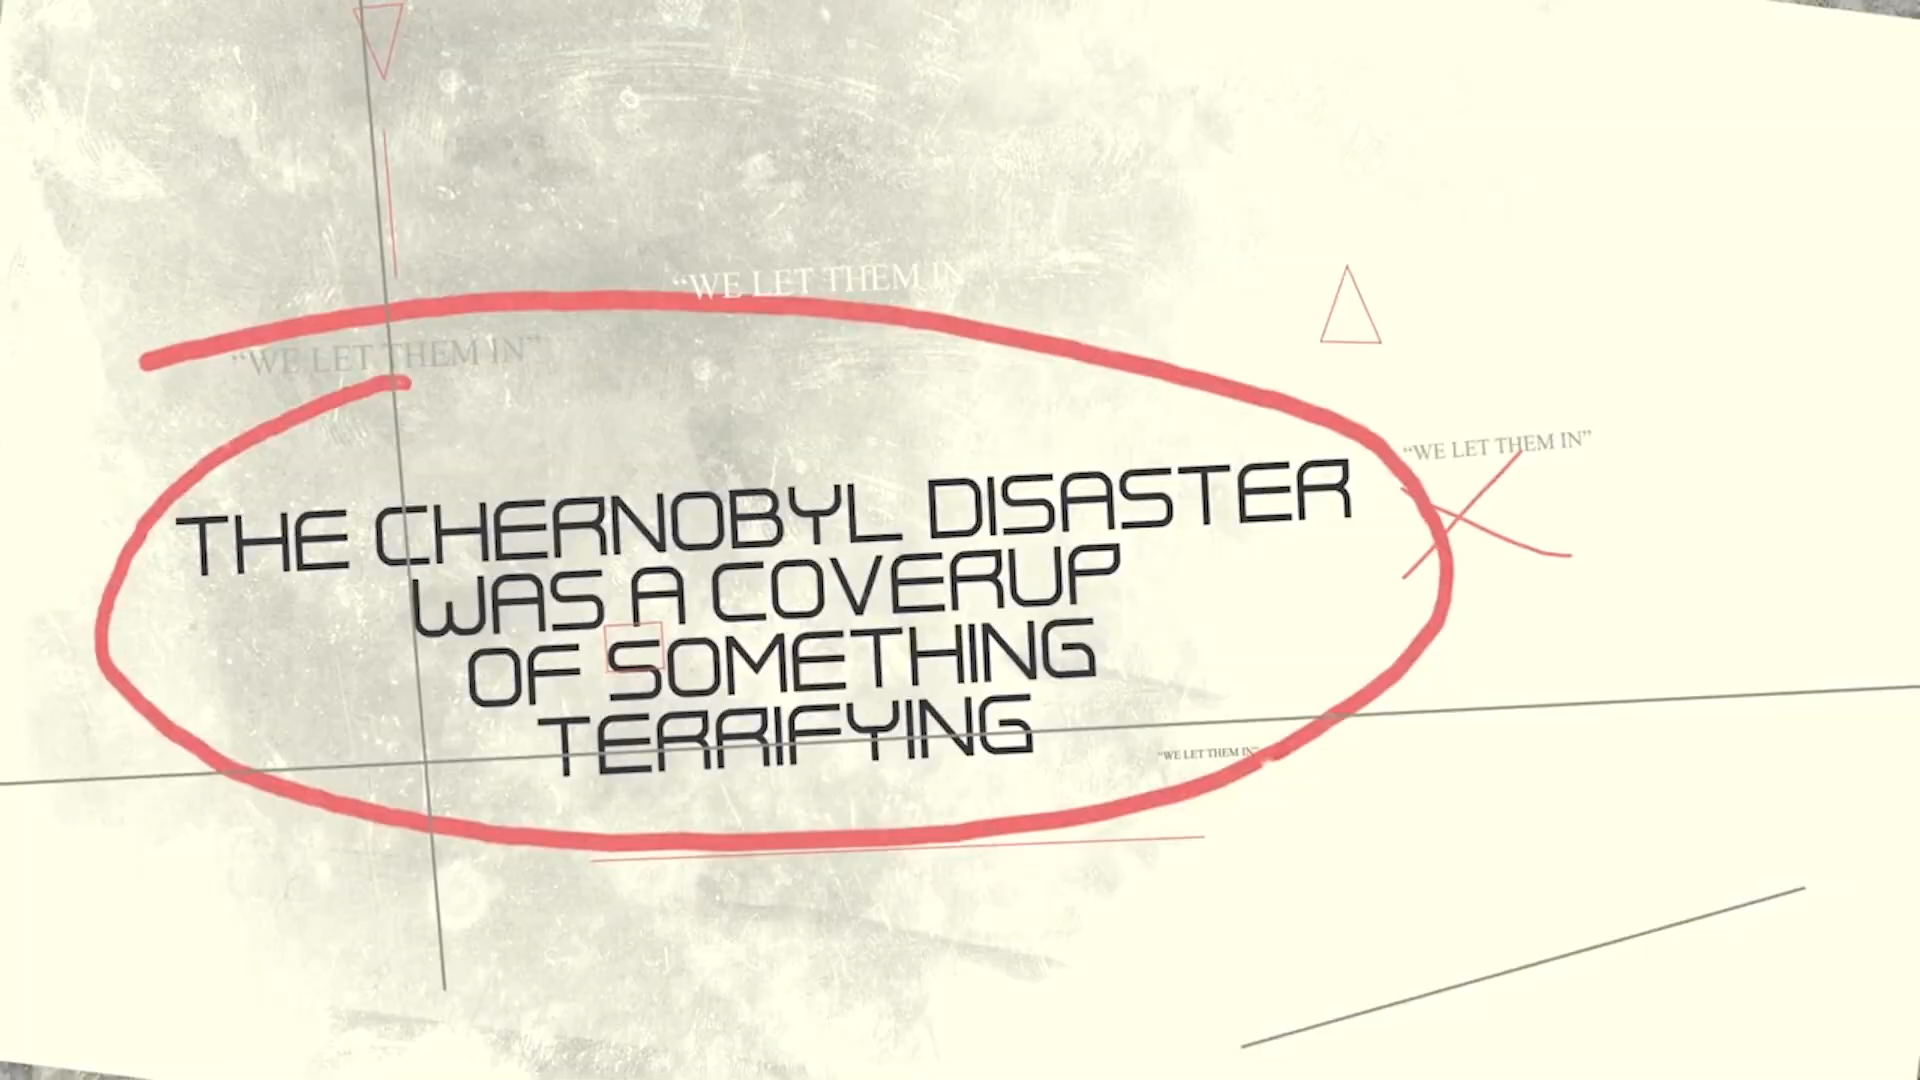 “WE LET THEM IN
“WE LET THEM IN”
“WE LET THEM IN”
THE CHERNOBYL DISASTER
WAS A COVERUP
OF SOMETHING
TERRIFYING
“WE LET THEM IN”